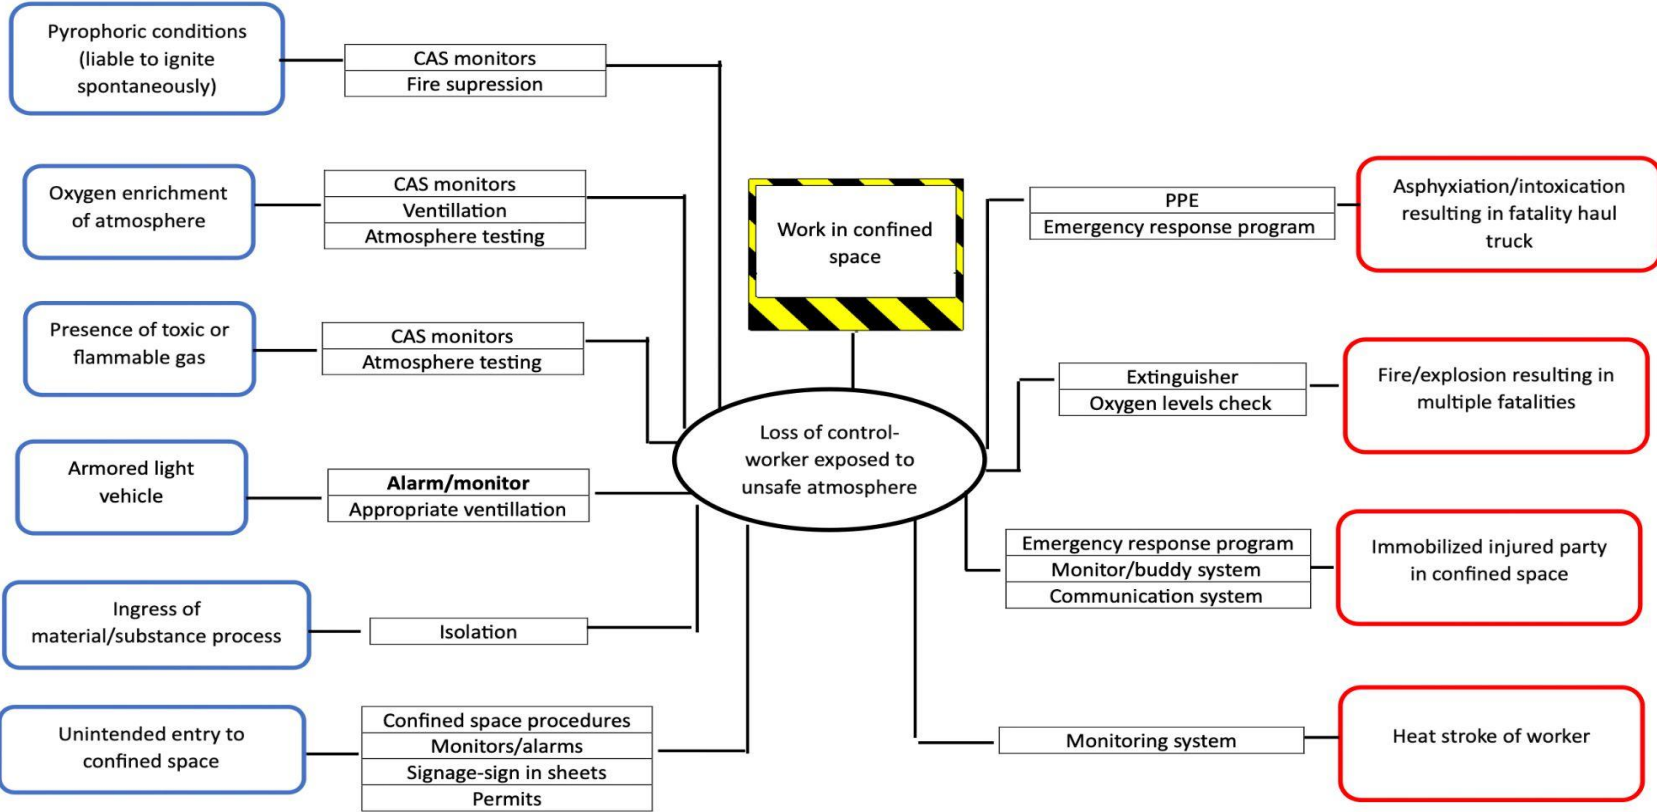 Pyrophoric conditions
(liable to ignite
spontaneously)
CAS monitors
Fire supression
Oxygen enrichment
of atmosphere
CAS monitors
Ventillation
Atmosphere testing
Presence of toxic or
flammable gas
CAS monitors
Atmosphere testing
Armored light
vehicle
Alarm/monitor
Appropriate ventillation
Ingress of
material/substance process
Isolation
Unintended entry to
confined space
Confined space procedures
Monitors/alarms
Signage-sign in sheets
Permits
Work in confined
space
Loss of control-
worker exposed to
unsafe atmosphere
PPE
Emergency response program
Asphyxiation/intoxication
resulting in fatality haul
truck
Extinguisher
Oxygen levels check
Fire/explosion resulting in
multiple fatalities
Emergency response program
Monitor/buddy system
Communication system
Immobilized injured party
in confined space
Monitoring system
Heat stroke of worker